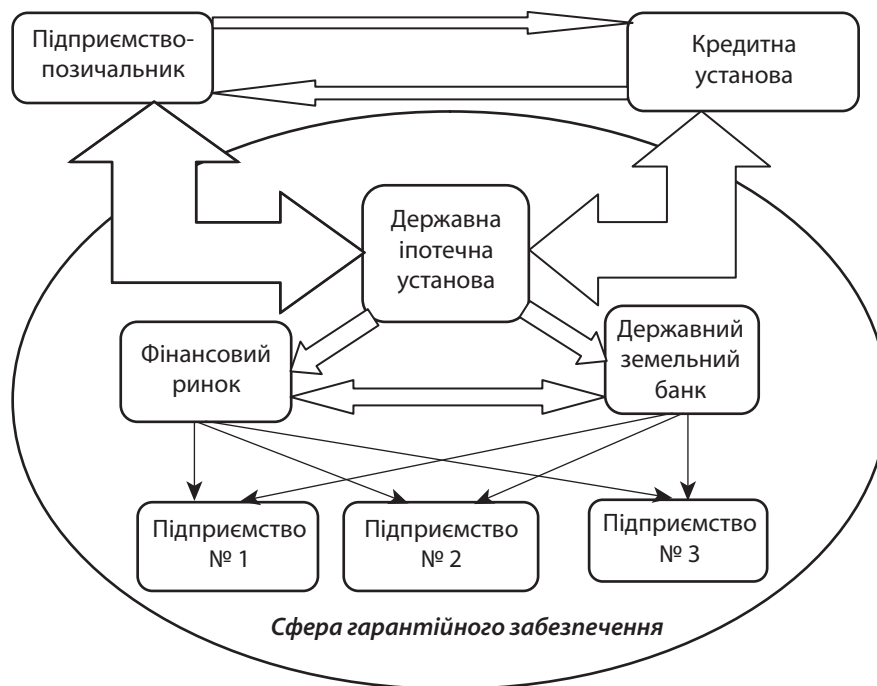 Підприємство-
позичальник
Кредитна
установа
Державна
іпотечна
установа
Фінансовий
ринок
Державний
земельний
банк
Підприємство
№ 1
Підприємство
№ 2
Підприємство
№ 3
Сфера гарантійного забезпечення